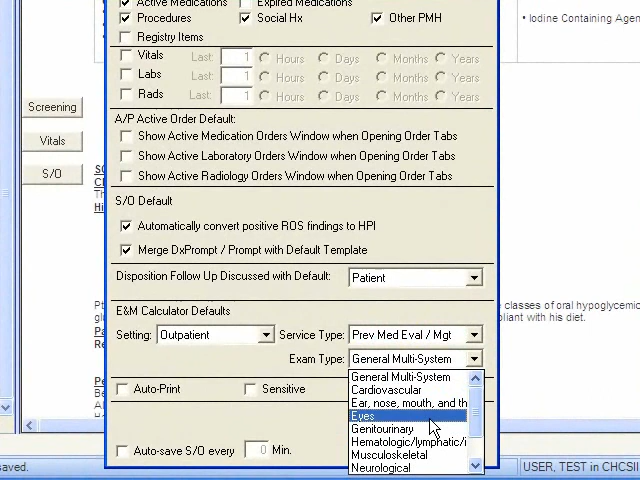 Active Medications Expired Medications
Procedures Social Hx Other PMH
• Iodine Containing Agen
Registry Items
Vitals Last: 1 Hours Days Months Years
Labs Last: 1 Hours Days Months Years
Rads Last: 1 Hours Days Months Years
Screening
A/P Active Order Default:
Show Active Medication Orders Window when Opening Order Tabs
Vitals
Show Active Laboratory Orders Window when Opening Order Tabs
S/O
Show Active Radiology Orders Window when Opening Order Tabs
S/O Default
Automatically convert positive ROS findings to HPI
Merge DxPrompt / Prompt with Default Template
Disposition Follow Up Discussed with Default: Patient
classes of oral hypoglycemic
pliant with his diet.
E&M Calculator Defaults
Setting: Outpatient Service Type: Prev Med Eval / Mgt
Exam Type: General Multi-System
General Multi-System
Auto-Print Sensitive Cardiovascular
Ear, nose, mouth, and th
Eyes
Genitourinary
Hematologic/lymphatic/i
Auto-save S/O every 0 Min. Musculoskeletal
Neurological
saved. USER, TEST in CHCSII